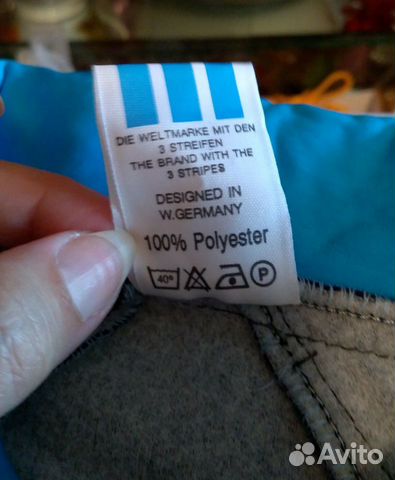 DIE WELTMARKE MIT DEN
3 STREIFEN
THE BRAND WITH THE
3 STRIPES
DESIGNED IN
W.GERMANY
100% Polyester
40°
P
Avito